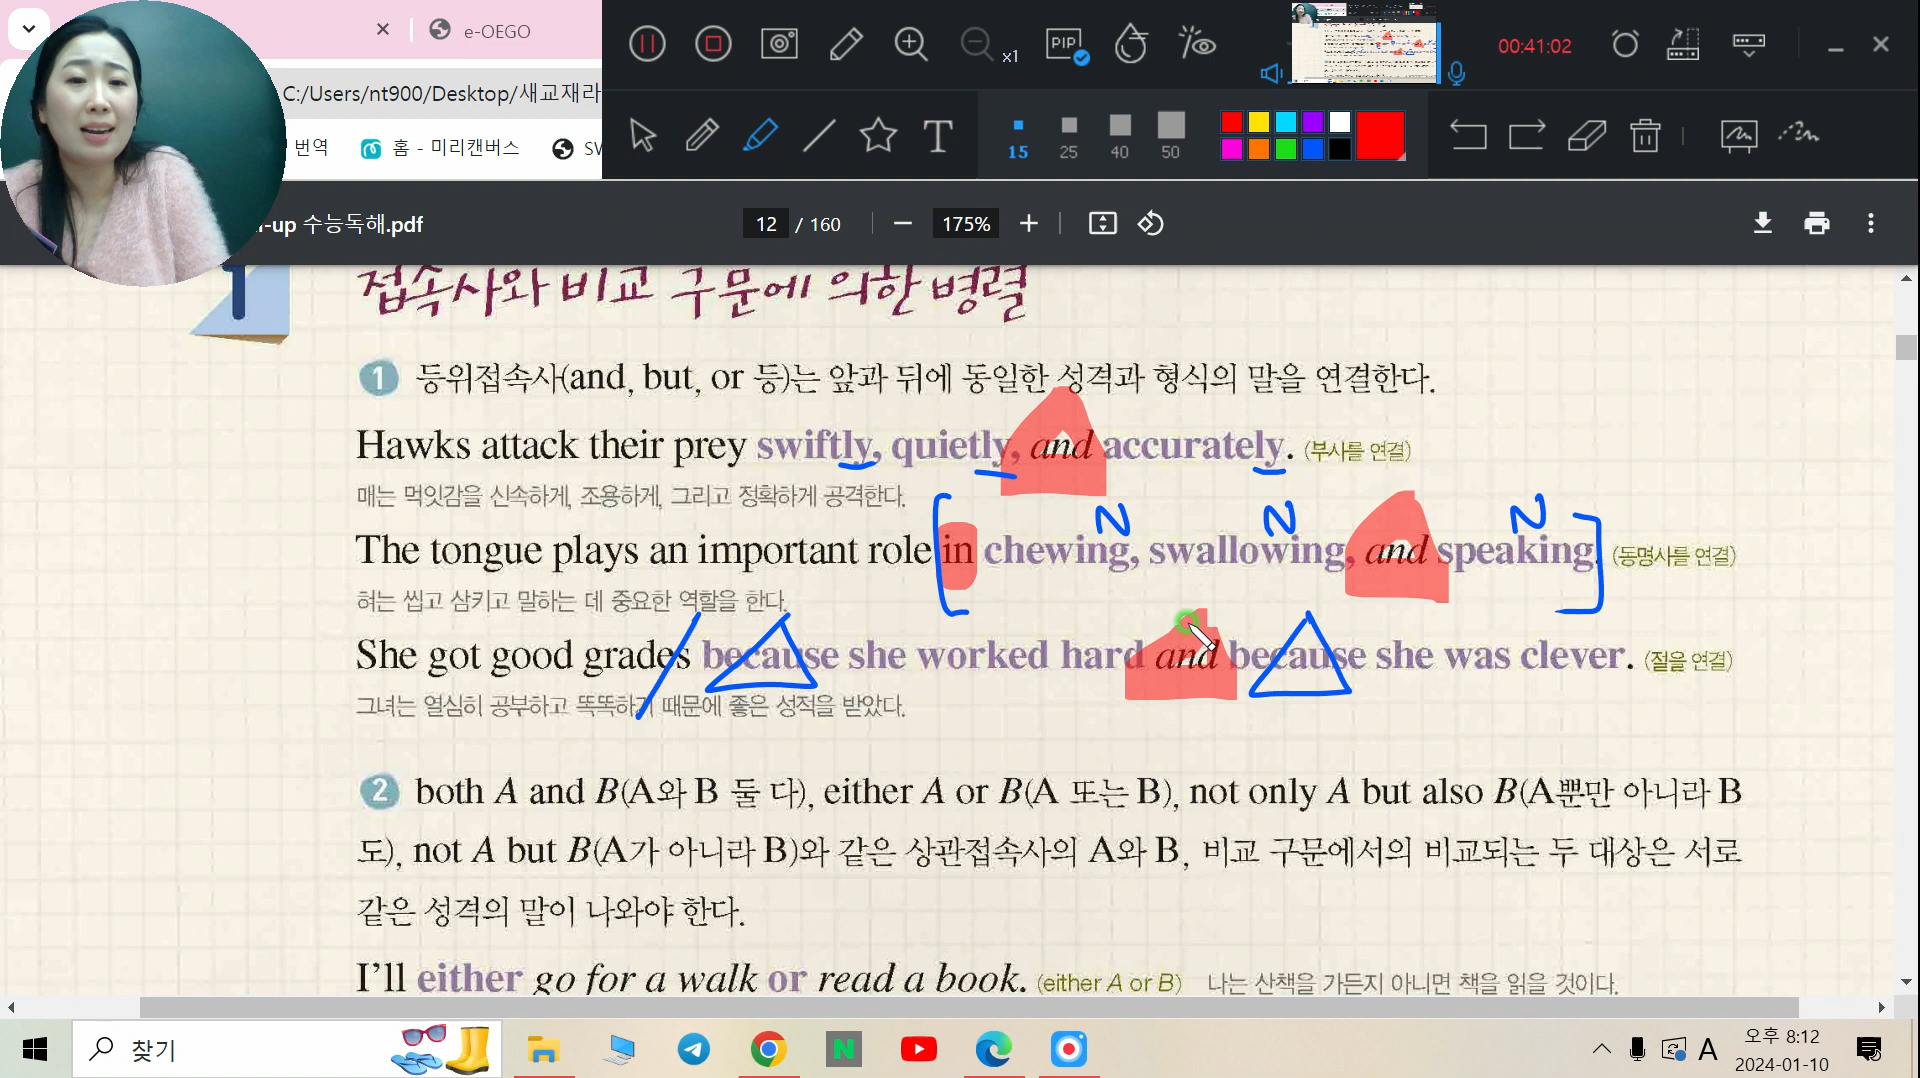 e-OEGO
x1
PIP
00:41:02
C:/Users/nt900/Desktop/새교재라
번역
홈 - 미리캔버스
T
15
25
40
50
-up 수능독해.pdf
12 / 160
175%
1
접속사와 비교 구문에 의한 병렬
1 등위접속사(and, but, or 등)는 앞과 뒤에 동일한 성격과 형식의 말을 연결한다.
Hawks attack their prey swiftly, quietly, and accurately. (부사를 연결)
매는 먹잇감을 신속하게, 조용하게, 그리고 정확하게 공격한다.
N N N
The tongue plays an important role in chewing, swallowing, and speaking. (동명사를 연결)
혀는 씹고 삼키고 말하는 데 중요한 역할을 한다.
She got good grades because she worked hard and because she was clever. (절을 연결)
그녀는 열심히 공부하고 똑똑하기 때문에 좋은 성적을 받았다.
2 both A and B(A와 B 둘 다), either A or B(A 또는 B), not only A but also B(A뿐만 아니라 B
도), not A but B(A가 아니라 B)와 같은 상관접속사의 A와 B, 비교 구문에서의 비교되는 두 대상은 서로
같은 성격의 말이 나와야 한다.
I'll either go for a walk or read a book. (either A or B) 나는 산책을 가든지 아니면 책을 읽을 것이다.
찾기
N
A
오후 8:12
2024-01-10